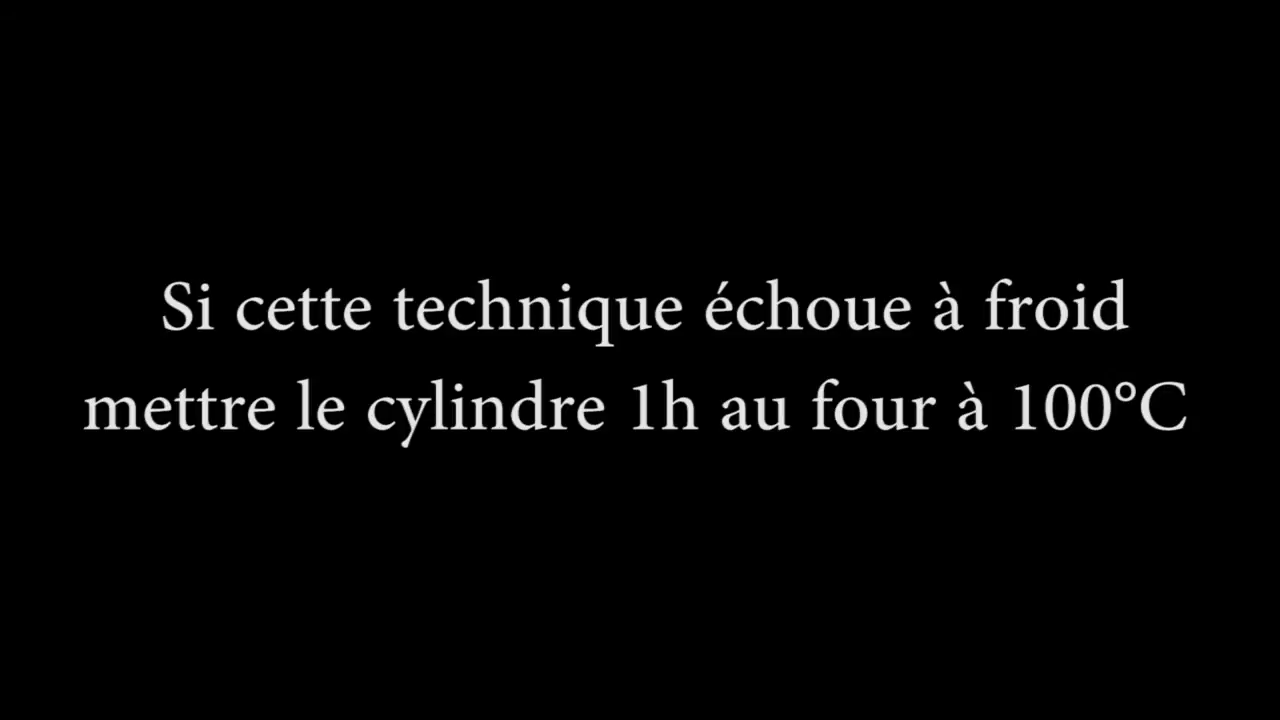 Si cette technique échoue à froid
mettre le cylindre 1h au four à 100°C